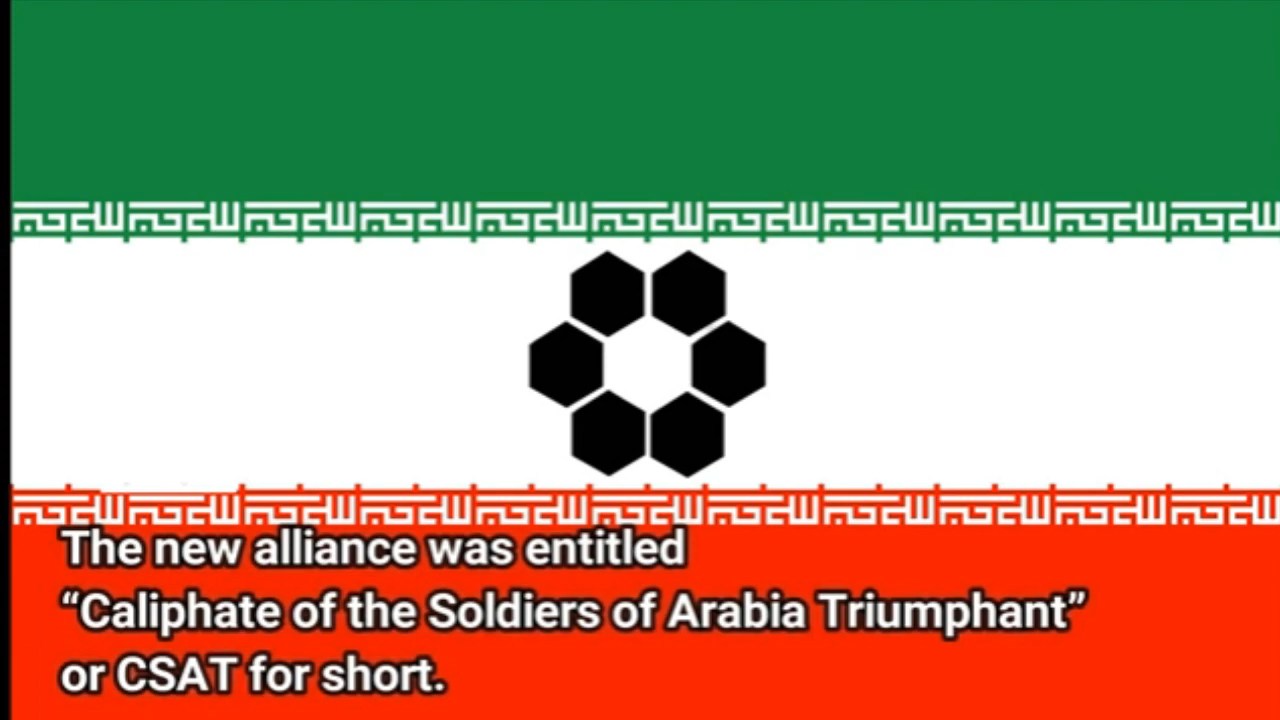 The new alliance was entitled
“Caliphate of the Soldiers of Arabia Triumphant”
or CSAT for short.